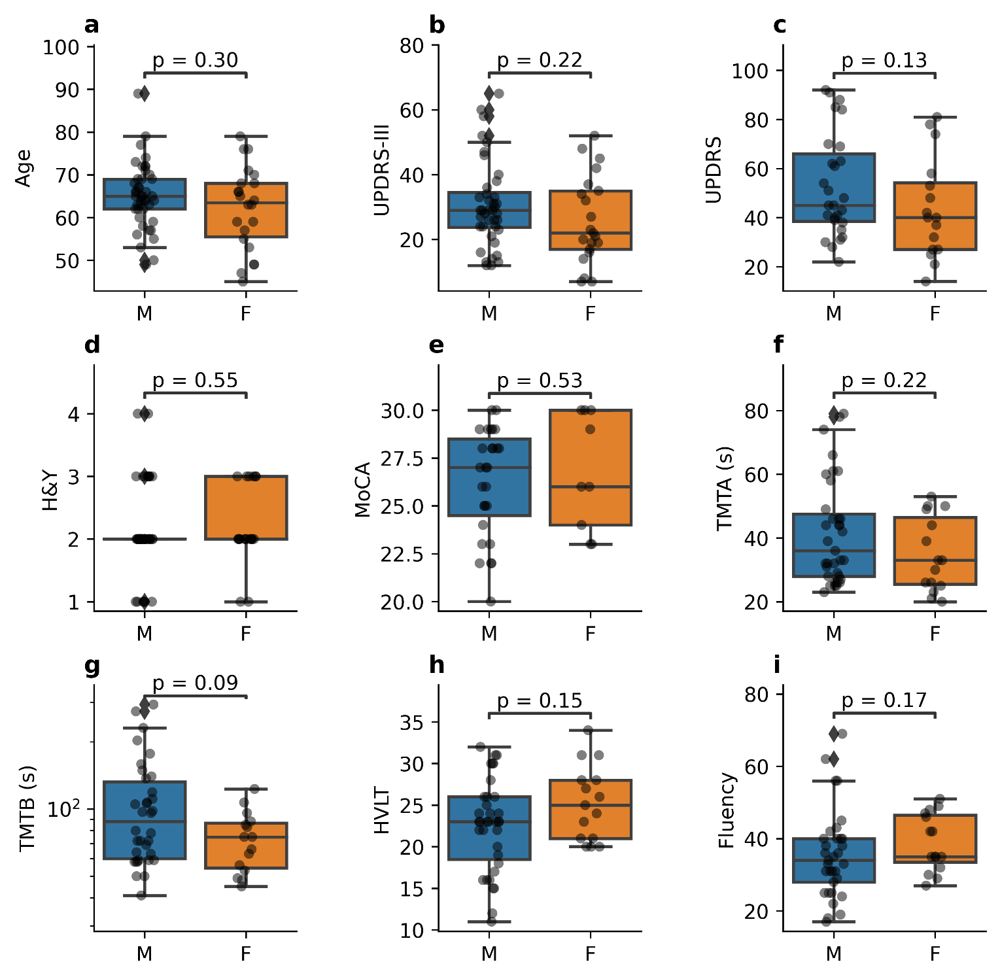 a
100
90
80
70
60
50
Age
p = 0.30
M
F
b
80
60
40
20
UPDRS-III
p = 0.22
M
F
c
100
80
60
40
20
UPDRS
p = 0.13
M
F
d
4
3
2
1
H&Y
p = 0.55
M
F
e
30.0
27.5
25.0
22.5
20.0
MoCA
p = 0.53
M
F
f
80
60
40
20
TMTA (s)
p = 0.22
M
F
g
10²
TMTB (s)
p = 0.09
M
F
h
35
30
25
20
15
10
HVLT
p = 0.15
M
F
i
80
60
40
20
Fluency
p = 0.17
M
F